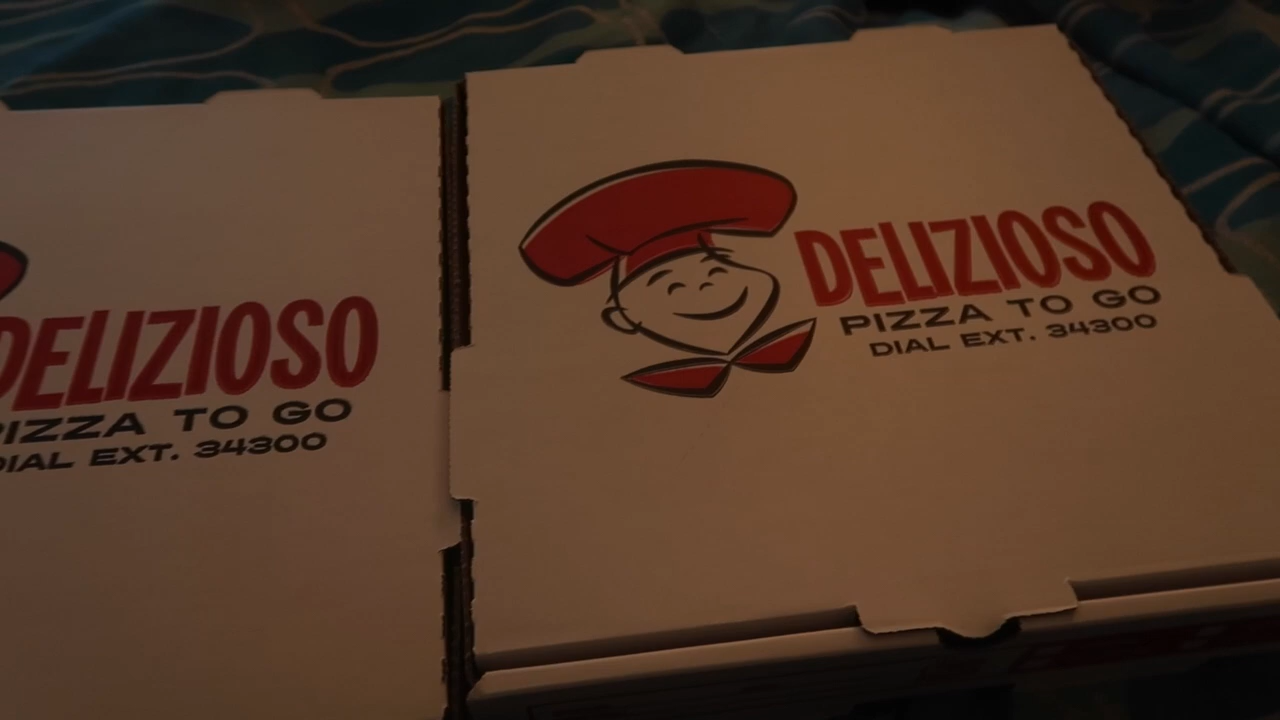 DELIZIOSO
PIZZA TO GO
DIAL EXT. 34300
DELIZIOSO
PIZZA TO GO
DIAL EXT. 34300